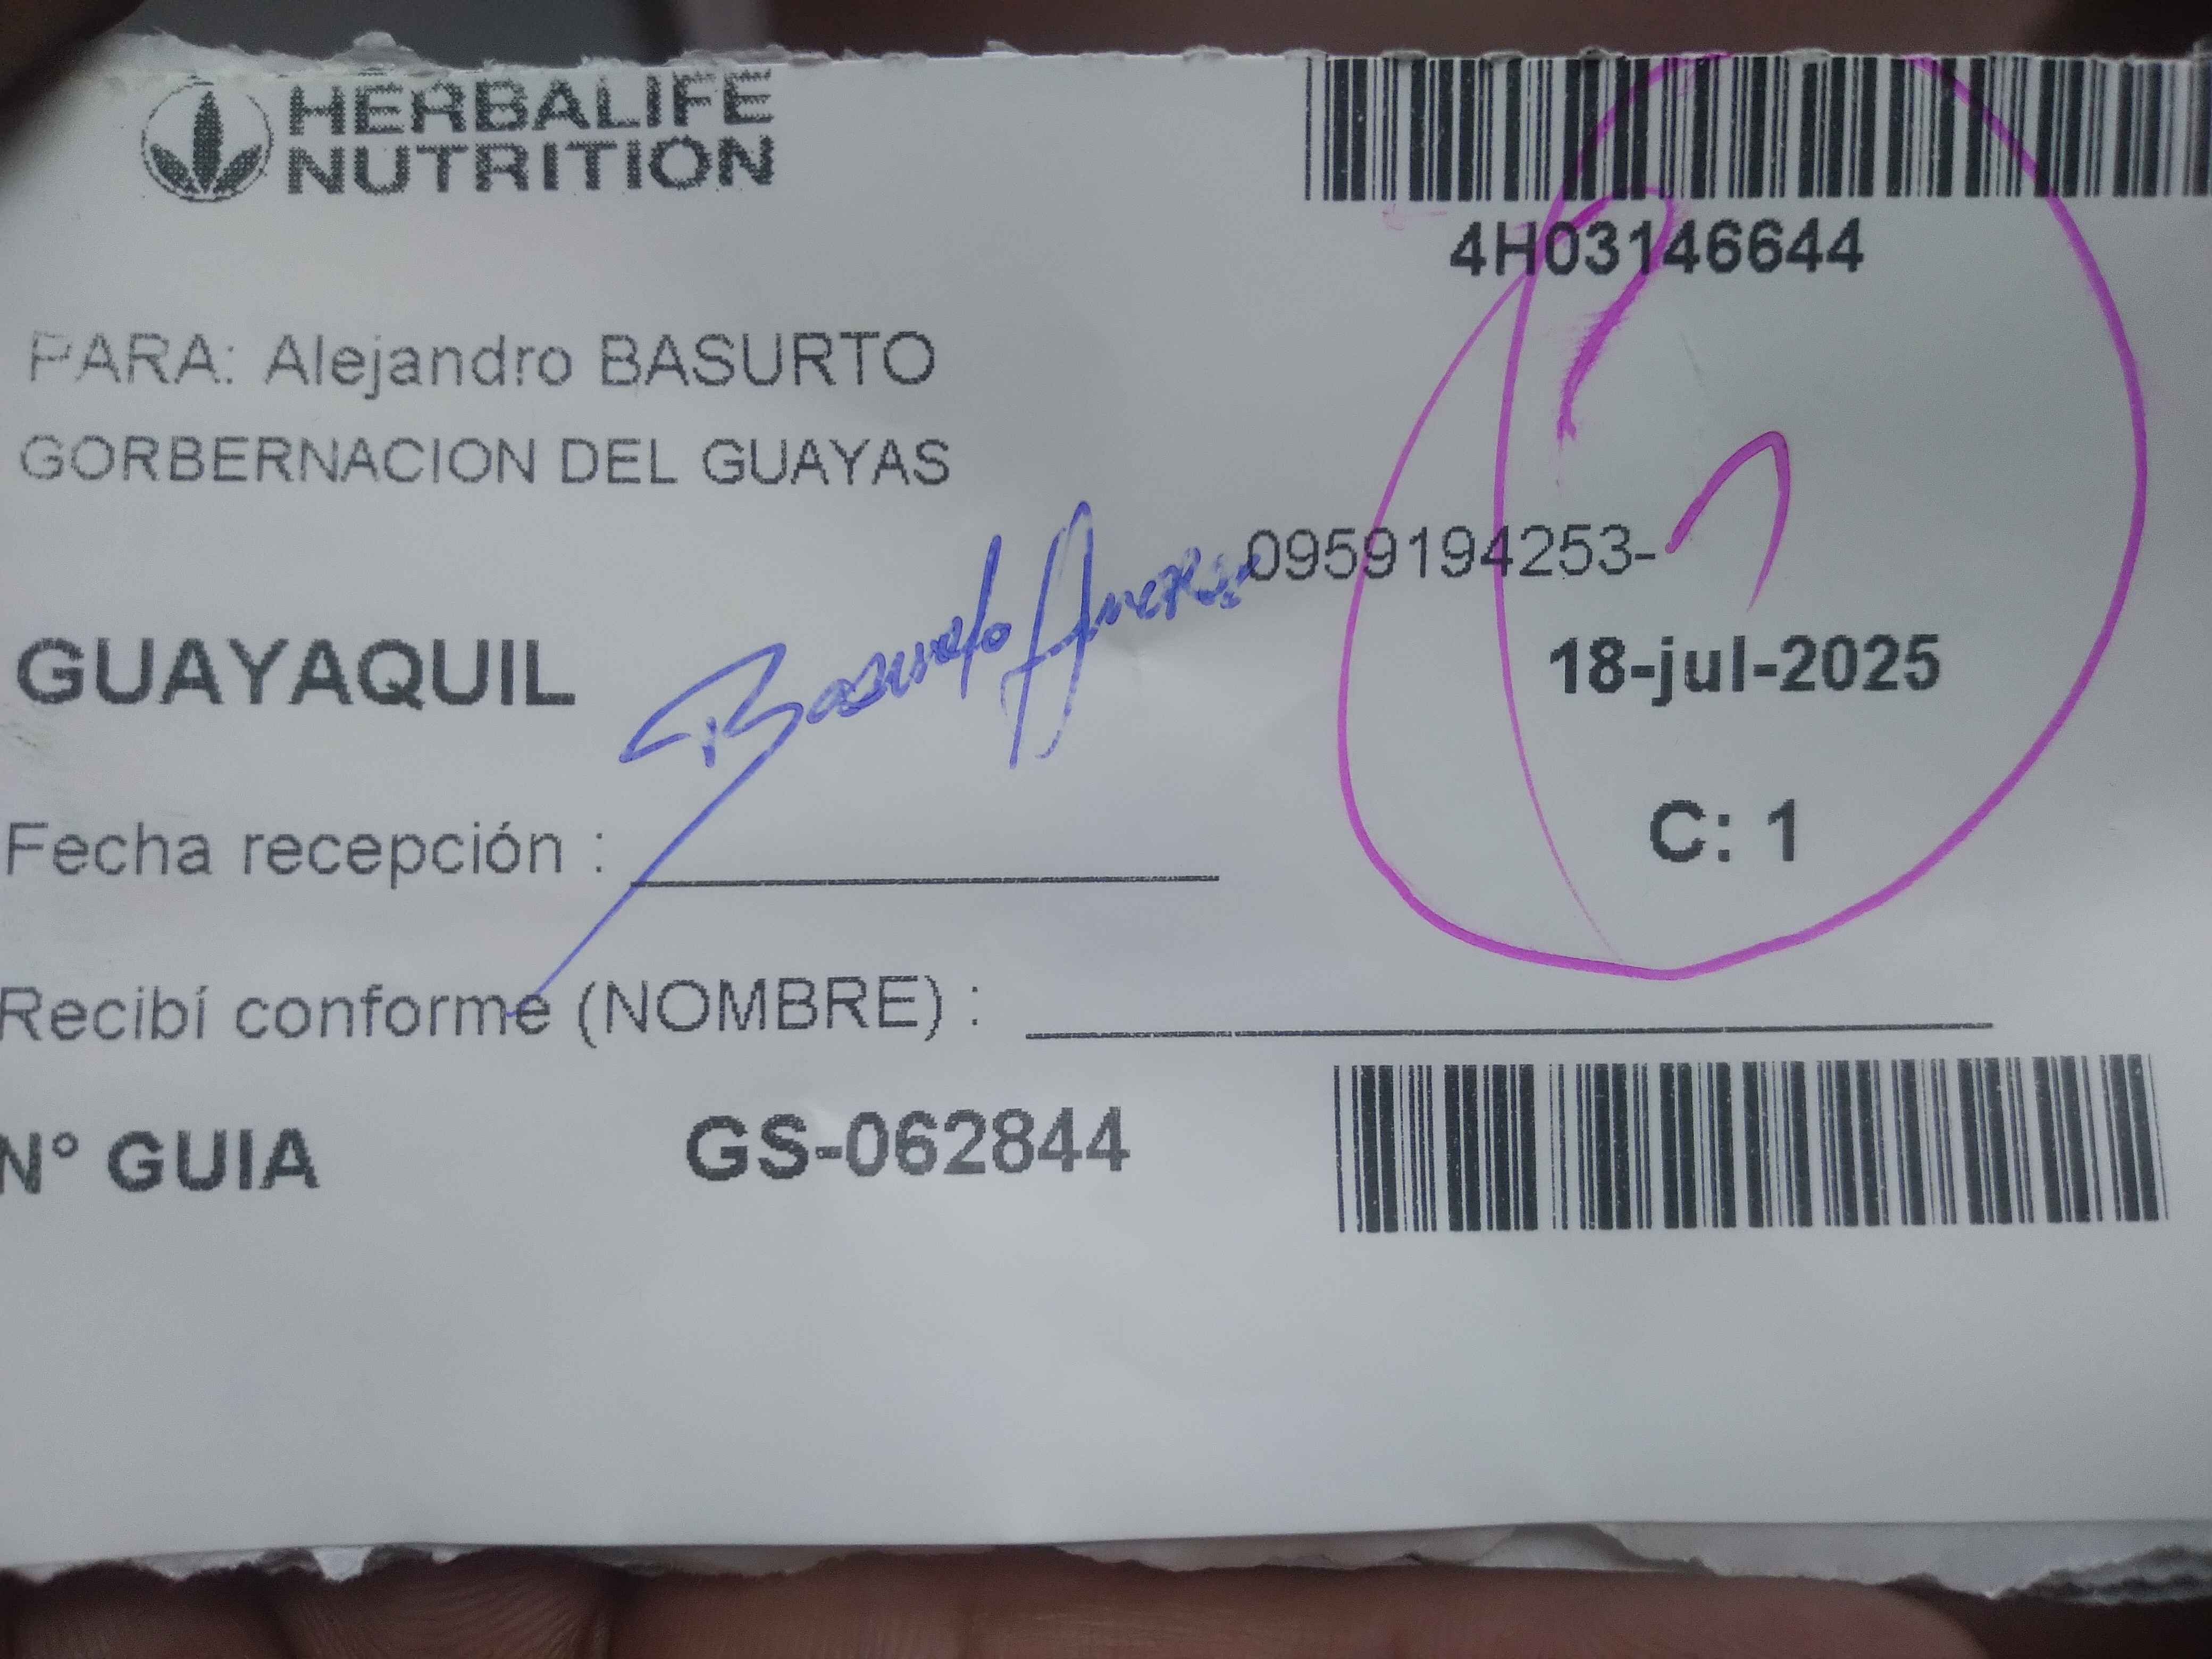 HERBALIFE
NUTRITION
4H03146644
PARA: Alejandro BASURTO
GORBERNACION DEL GUAYAS
0959194253-
Basurto
GUAYAQUIL
18-jul-2025
C: 1
Fecha recepción :
Recibí conforme (NOMBRE) :
N° GUIA GS-062844